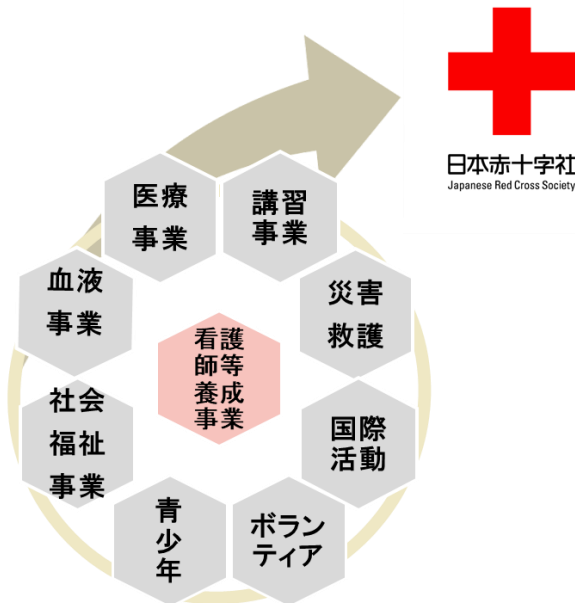 日本赤十字社
Japanese Red Cross Society
医療
事業
講習
事業
血液
事業
災害
救護
看護
師等
養成
事業
社会
福祉
事業
国際
活動
青
少
年
ボラン
ティア